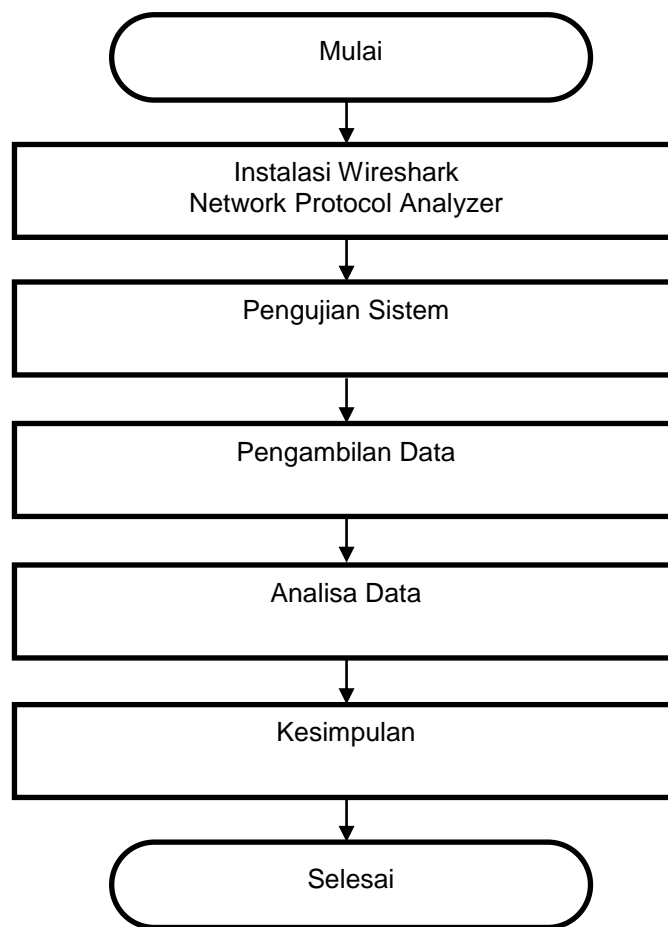 Mulai
Instalasi Wireshark
Network Protocol Analyzer
Pengujian Sistem
Pengambilan Data
Analisa Data
Kesimpulan
Selesai